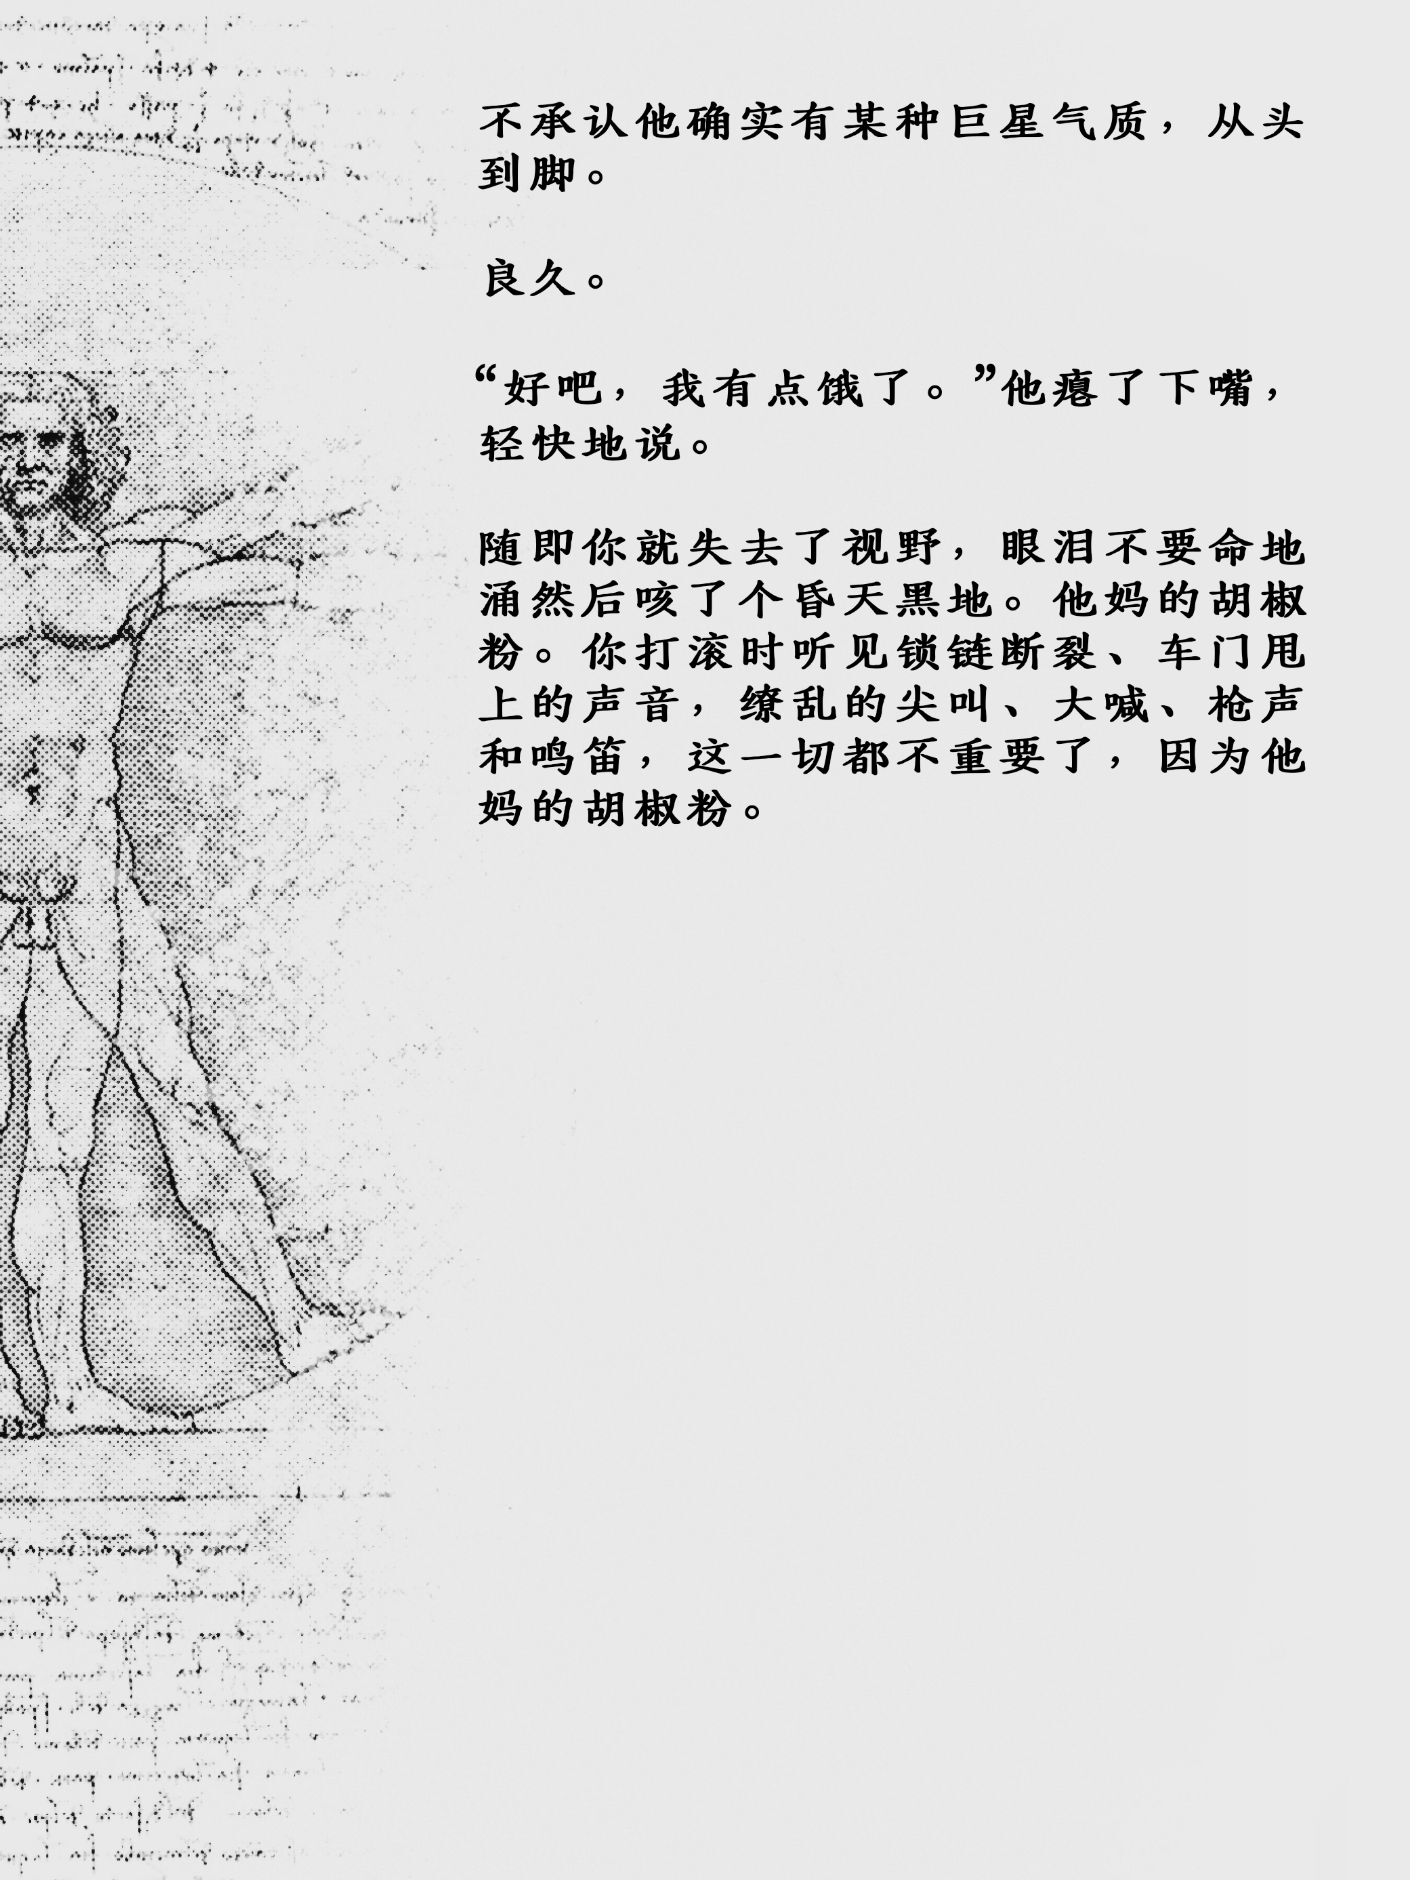 不承认他确实有某种巨星气质，从头
到脚。
良久。
“好吧，我有点饿了。”他瘪了下嘴，
轻快地说。
随即你就失去了视野，眼泪不要命地
涌然后咳了个昏天黑地。他妈的胡椒
粉。你打滚时听见锁链断裂、车门甩
上的声音，缭乱的尖叫、大喊、枪声
和鸣笛，这一切都不重要了，因为他
妈的胡椒粉。